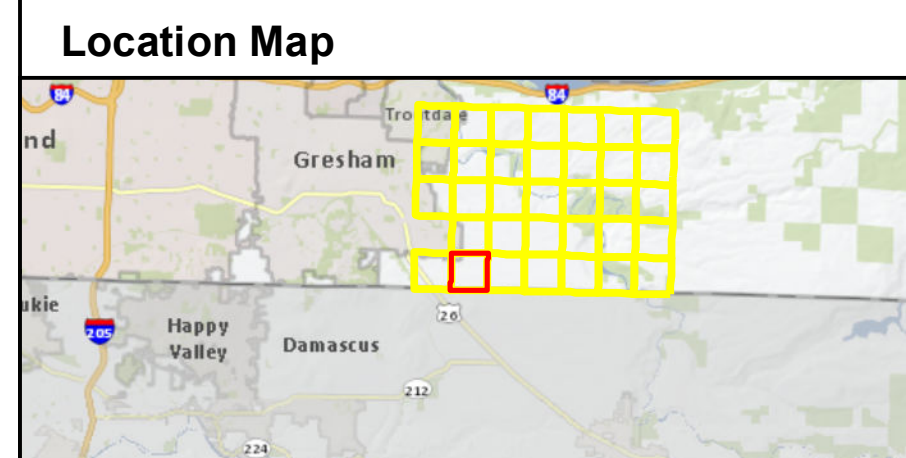 Location Map
84
84
Troutdale
nd
Gresham
ukie
26
205
Happy
Valley
Damascus
212
224